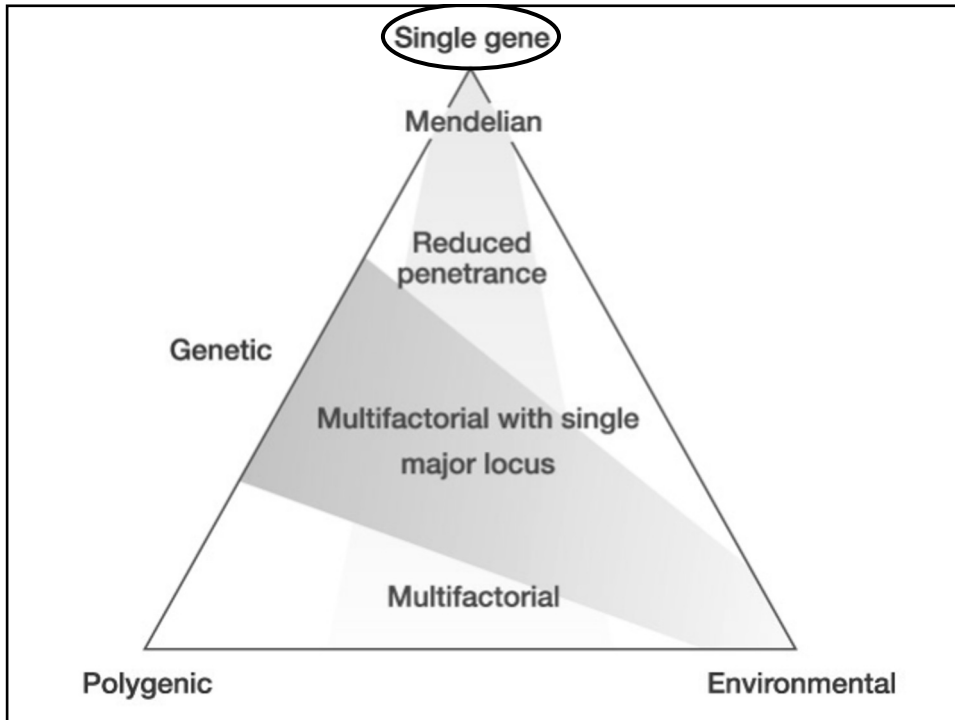 Single gene
Mendelian
Reduced
penetrance
Genetic
Multifactorial with single
major locus
Multifactorial
Polygenic
Environmental